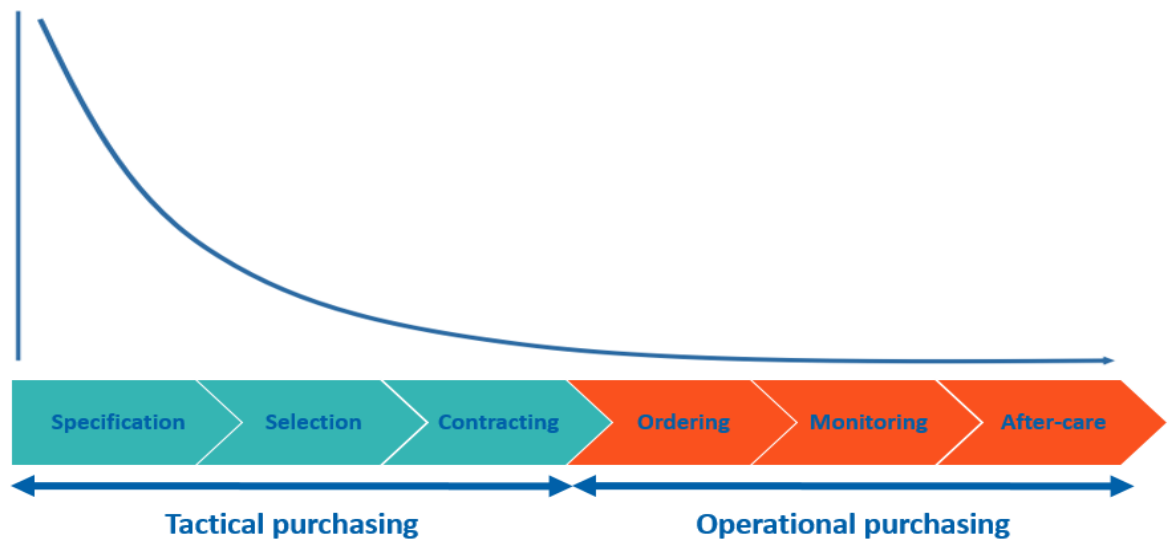 Specification
Selection
Contracting
Ordering
Monitoring
After-care
Tactical purchasing
Operational purchasing